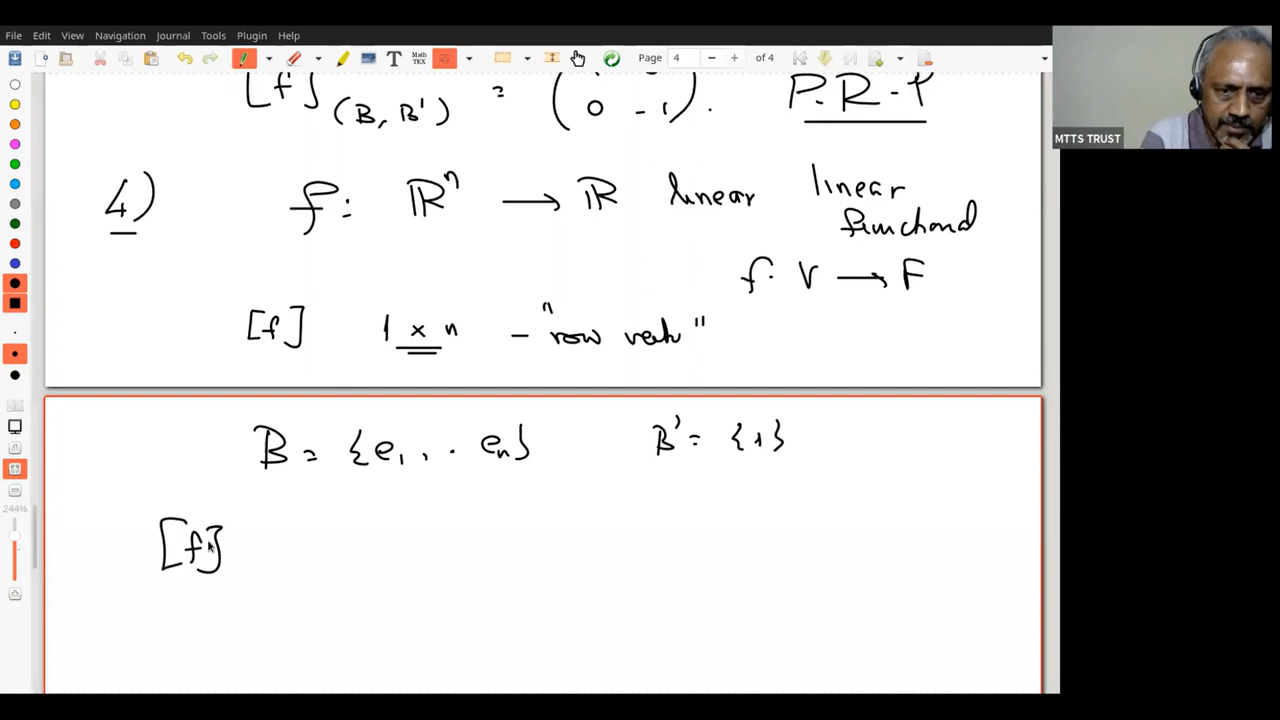 File Edit View Navigation Journal Tools Plugin Help
Page 4 of 4
[f] (B, B') = ( 0 -1 ). P.R-P
4) f: ℝⁿ → ℝ linear linear functional
f: V → F
[f] 1 × n - "row
B = {e₁, .. eₙ} B' = {1}
[f]
244%
MTTS TRUST